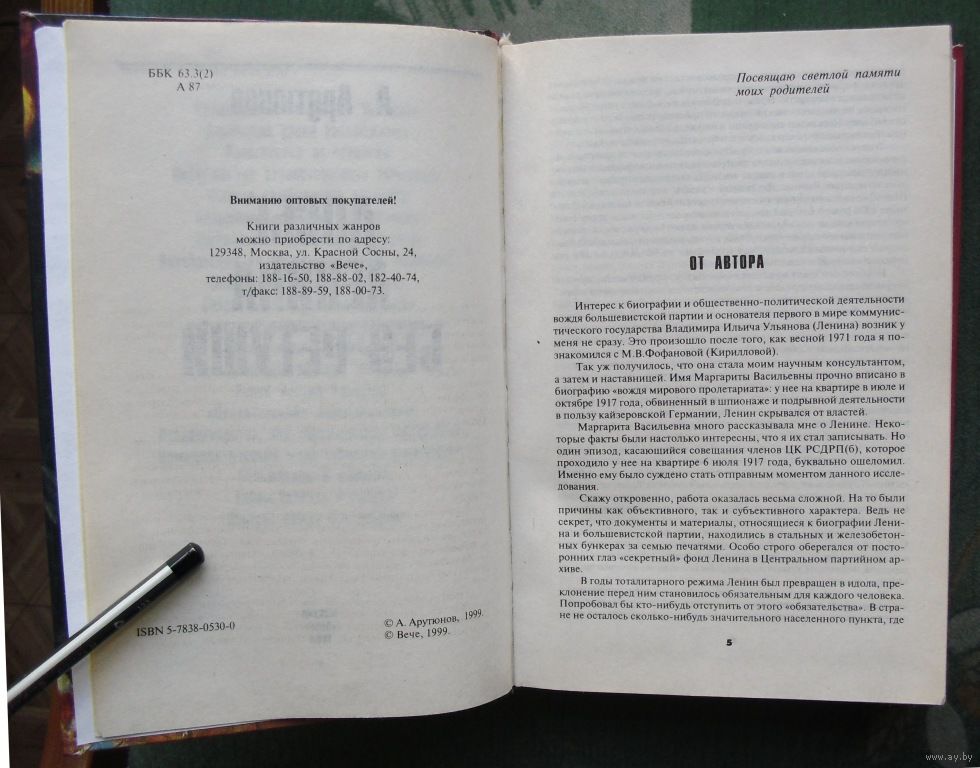 ББК 63.3(2)
А 87
Вниманию оптовых покупателей!
Книги различных жанров
можно приобрести по адресу:
129348, Москва, ул. Красной Сосны, 24,
издательство «Вече»,
телефоны: 188-16-50, 188-88-02, 182-40-74,
т/факс: 188-89-59, 188-00-73.
ISBN 5-7838-0530-0
© А. Арутюнов, 1999.
© Вече, 1999.
Посвящаю светлой памяти
моих родителей
ОТ АВТОРА
Интерес к биографии и общественно-политической деятельности
вождя большевистской партии и основателя первого в мире коммунис-
тического государства Владимира Ильича Ульянова (Ленина) возник у
меня не сразу. Это произошло после того, как весной 1971 года я по-
знакомился с М.В.Фофановой (Кирилловой).
Так уж получилось, что она стала моим научным консультантом,
а затем и наставницей. Имя Маргариты Васильевны прочно вписано в
биографию «вождя мирового пролетариата»: у нее на квартире в июле и
октябре 1917 года, обвиненный в шпионаже и подрывной деятельности
в пользу кайзеровской Германии, Ленин скрывался от властей.
Маргарита Васильевна много рассказывала мне о Ленине. Неко-
торые факты были настолько интересны, что я их стал записывать. Но
один эпизод, касающийся совещания членов ЦК РСДРП(б), которое
проходило у нее на квартире 6 июля 1917 года, буквально ошеломил.
Именно ему было суждено стать отправным моментом данного иссле-
дования.
Скажу откровенно, работа оказалась весьма сложной. На то были
причины как объективного, так и субъективного характера. Ведь не
секрет, что документы и материалы, относящиеся к биографии Лени-
на и большевистской партии, находились в стальных и железобетон-
ных бункерах за семью печатями. Особо строго оберегался от посто-
ронних глаз «секретный» фонд Ленина в Центральном партийном ар-
хиве.
В годы тоталитарного режима Ленин был превращен в идола, пре-
клонение перед ним становилось обязательным для каждого человека.
Попробовал бы кто-нибудь отступить от этого «обязательства». В стра-
не не осталось сколько-нибудь значительного населенного пункта, где
5
www.ay.by